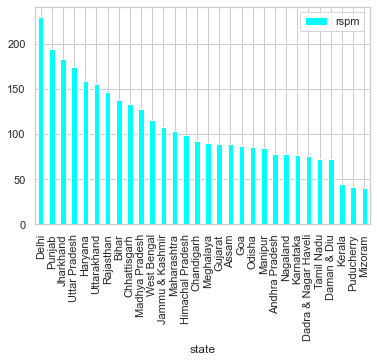 rspm
200
150
100
50
0
Delhi
Punjab
Jharkhand
Uttar Pradesh
Haryana
Uttarakhand
Rajasthan
Bihar
Chhattisgarh
Madhya Pradesh
West Bengal
Jammu & Kashmir
Maharashtra
Himachal Pradesh
Chandigarh
Meghalaya
Gujarat
Assam
Goa
Odisha
Manipur
Andhra Pradesh
Nagaland
Karnataka
Dadra & Nagar Haveli
Tamil Nadu
Daman & Diu
Kerala
Puducherry
Mizoram
state